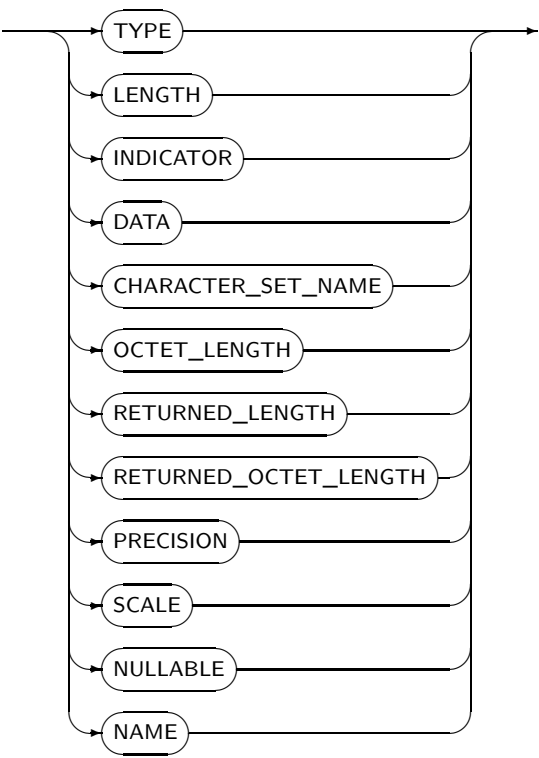 TYPE
LENGTH
INDICATOR
DATA
CHARACTER_SET_NAME
OCTET_LENGTH
RETURNED_LENGTH
RETURNED_OCTET_LENGTH
PRECISION
SCALE
NULLABLE
NAME